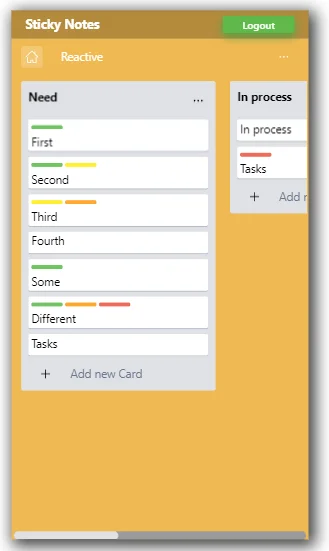 Sticky Notes
Logout
Reactive
...
Need
...
First
Second
Third
Fourth
Some
Different
Tasks
+ Add new Card
In process
In process
Tasks
+ Add